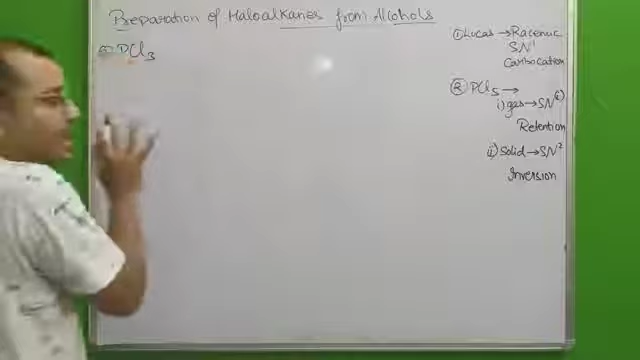 Preparation of Haloalkanes from Alcohols
PCl3
① Lucas → Racemic
SN1
Carbocation
② PCl5 →
i) gas → SN(i)
Retention
ii) Solid → SN2
Inversion